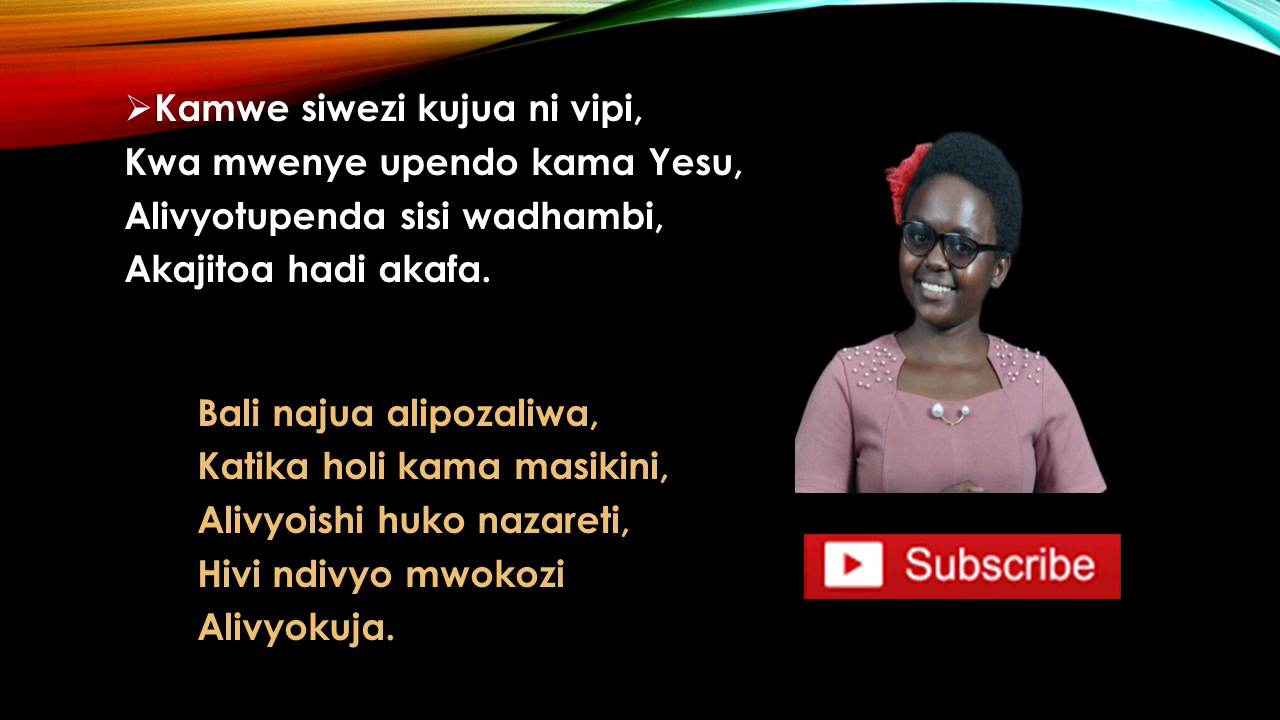 ➢Kamwe siwezi kujua ni vipi,
Kwa mwenye upendo kama Yesu,
Alivyotupenda sisi wadhambi,
Akajitoa hadi akafa.
Bali najua alipozaliwa,
Katika holi kama masikini,
Alivyoishi huko nazareti,
Hivi ndivyo mwokozi
Alivyokuja.
Subscribe